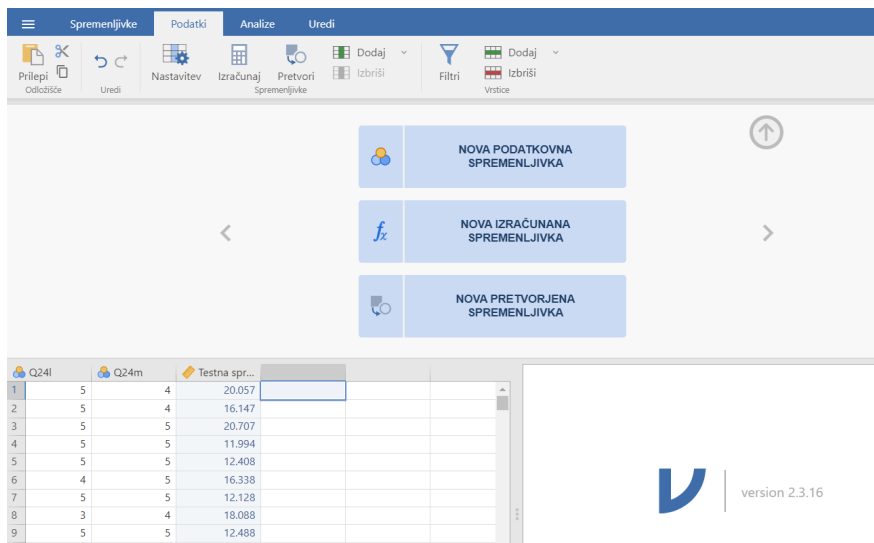 Spremenljivke Podatki Analize Uredi
Prilepi Nastavitev Izračunaj Pretvori Dodaj Izbriši Filtri Dodaj Izbriši
Odložišče Uredi Spremenljivke Vrstice
NOVA PODATKOVNA
SPREMENLJIVKA
fx NOVA IZRAČUNANA
SPREMENLJIVKA
NOVA PRETVORJENA
SPREMENLJIVKA
Q24l Q24m Testna spr...
1 5 4 20.057
2 5 4 16.147
3 5 5 20.707
4 5 5 11.994
5 5 5 12.408
6 4 5 16.338
7 5 5 12.128
8 3 4 18.088
9 5 5 12.488
version 2.3.16